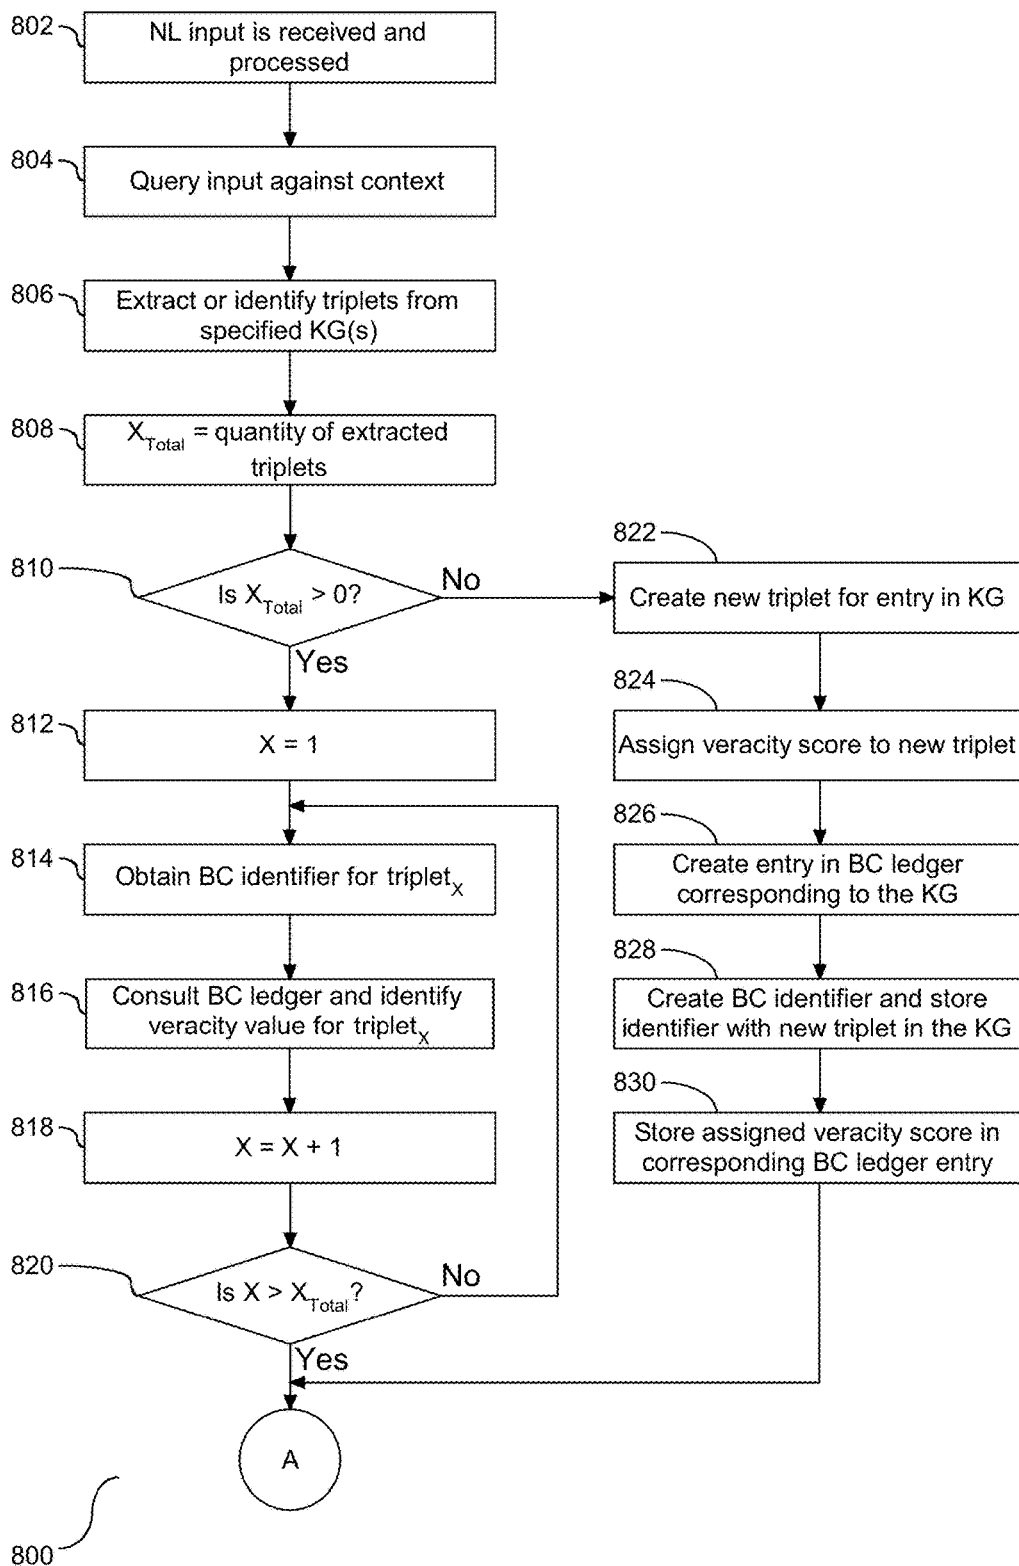 802
NL input is received and
processed
804
Query input against context
806
Extract or identify triplets from
specified KG(s)
808
X_Total = quantity of extracted
triplets
810
Is X_Total > 0?
No
Yes
812
X = 1
814
Obtain BC identifier for triplet_X
816
Consult BC ledger and identify
veracity value for triplet_X
818
X = X + 1
820
Is X > X_Total?
No
Yes
A
800
822
Create new triplet for entry in KG
824
Assign veracity score to new triplet
826
Create entry in BC ledger
corresponding to the KG
828
Create BC identifier and store
identifier with new triplet in the KG
830
Store assigned veracity score in
corresponding BC ledger entry